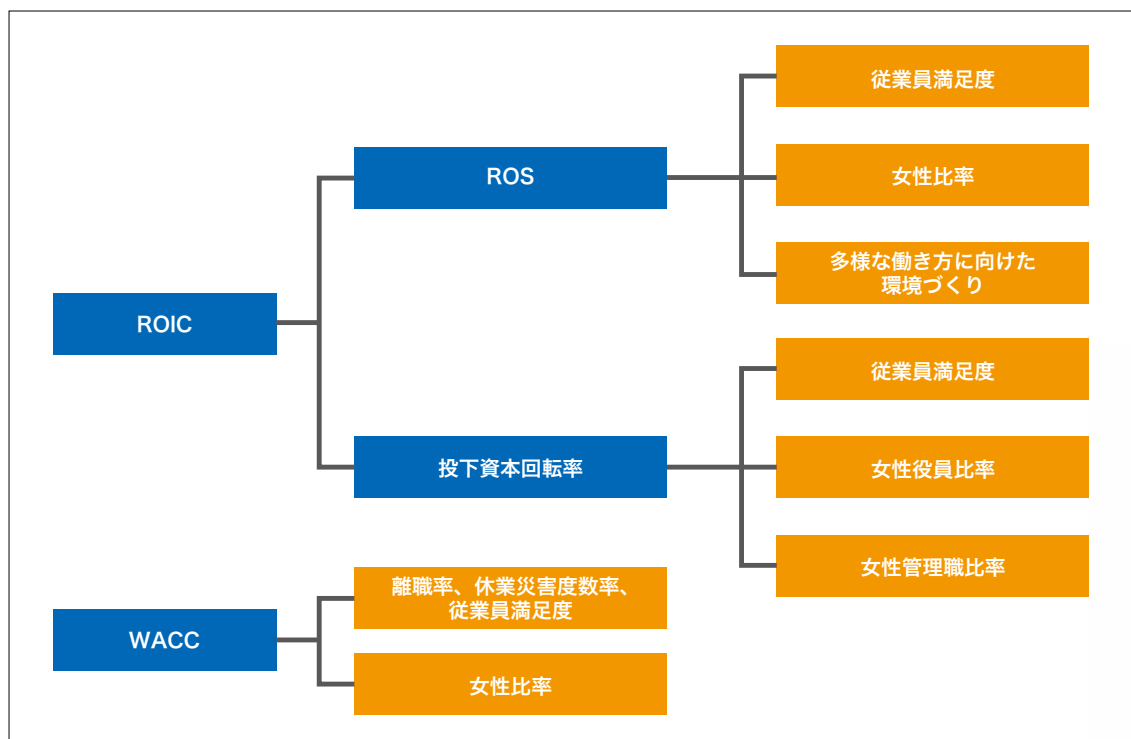 ROIC
ROS
従業員満足度
女性比率
多様な働き方に向けた
環境づくり
投下資本回転率
従業員満足度
女性役員比率
女性管理職比率
WACC
離職率、休業災害度数率、
従業員満足度
女性比率